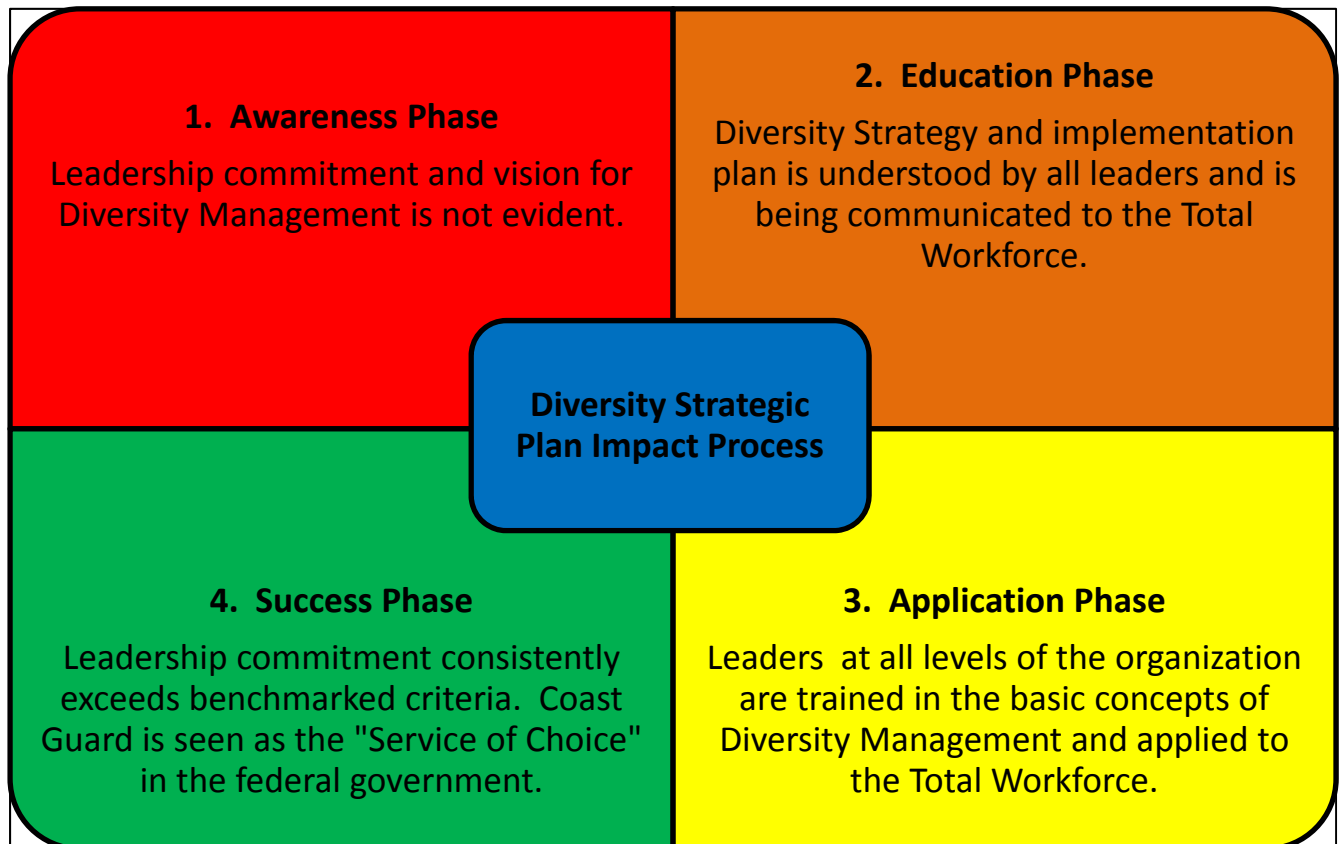 1. Awareness Phase
Leadership commitment and vision for
Diversity Management is not evident.
2. Education Phase
Diversity Strategy and implementation
plan is understood by all leaders and is
being communicated to the Total
Workforce.
Diversity Strategic
Plan Impact Process
4. Success Phase
Leadership commitment consistently
exceeds benchmarked criteria. Coast
Guard is seen as the "Service of Choice"
in the federal government.
3. Application Phase
Leaders at all levels of the organization
are trained in the basic concepts of
Diversity Management and applied to
the Total Workforce.